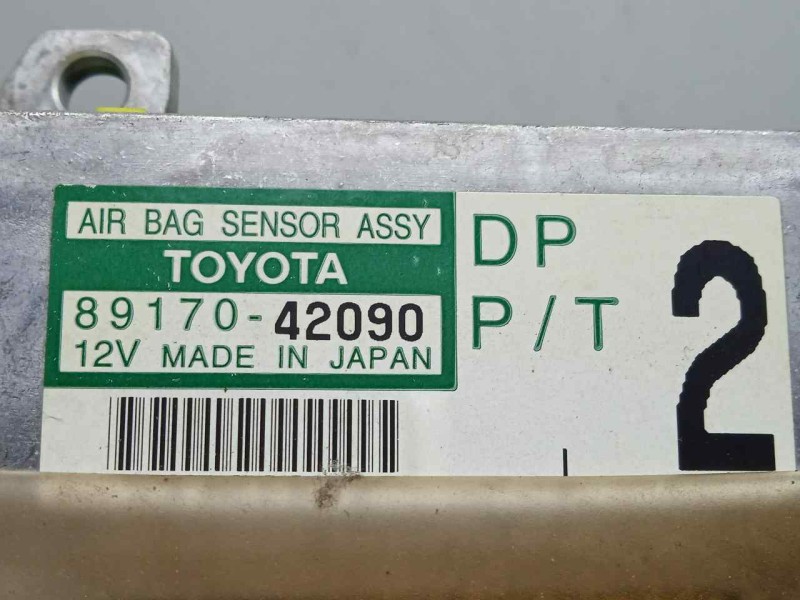 AIR BAG SENSOR ASSY
TOYOTA
89170-42090
12V MADE IN JAPAN
DP
P/T
2